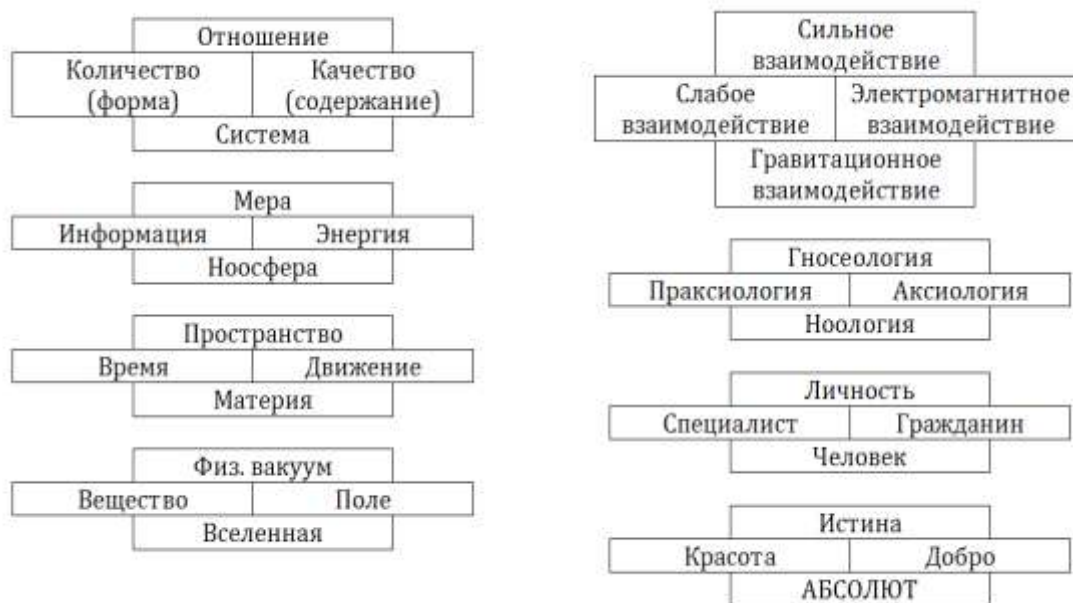 Отношение
Количество (форма)
Качество (содержание)
Система
Мера
Информация
Энергия
Ноосфера
Пространство
Время
Движение
Материя
Физ. вакуум
Вещество
Поле
Вселенная
Сильное
взаимодействие
Слабое
взаимодействие
Электромагнитное
взаимодействие
Гравитационное
взаимодействие
Гносеология
Праксиология
Аксиология
Ноология
Личность
Специалист
Гражданин
Человек
Истина
Красота
Добро
АБСОЛЮТ